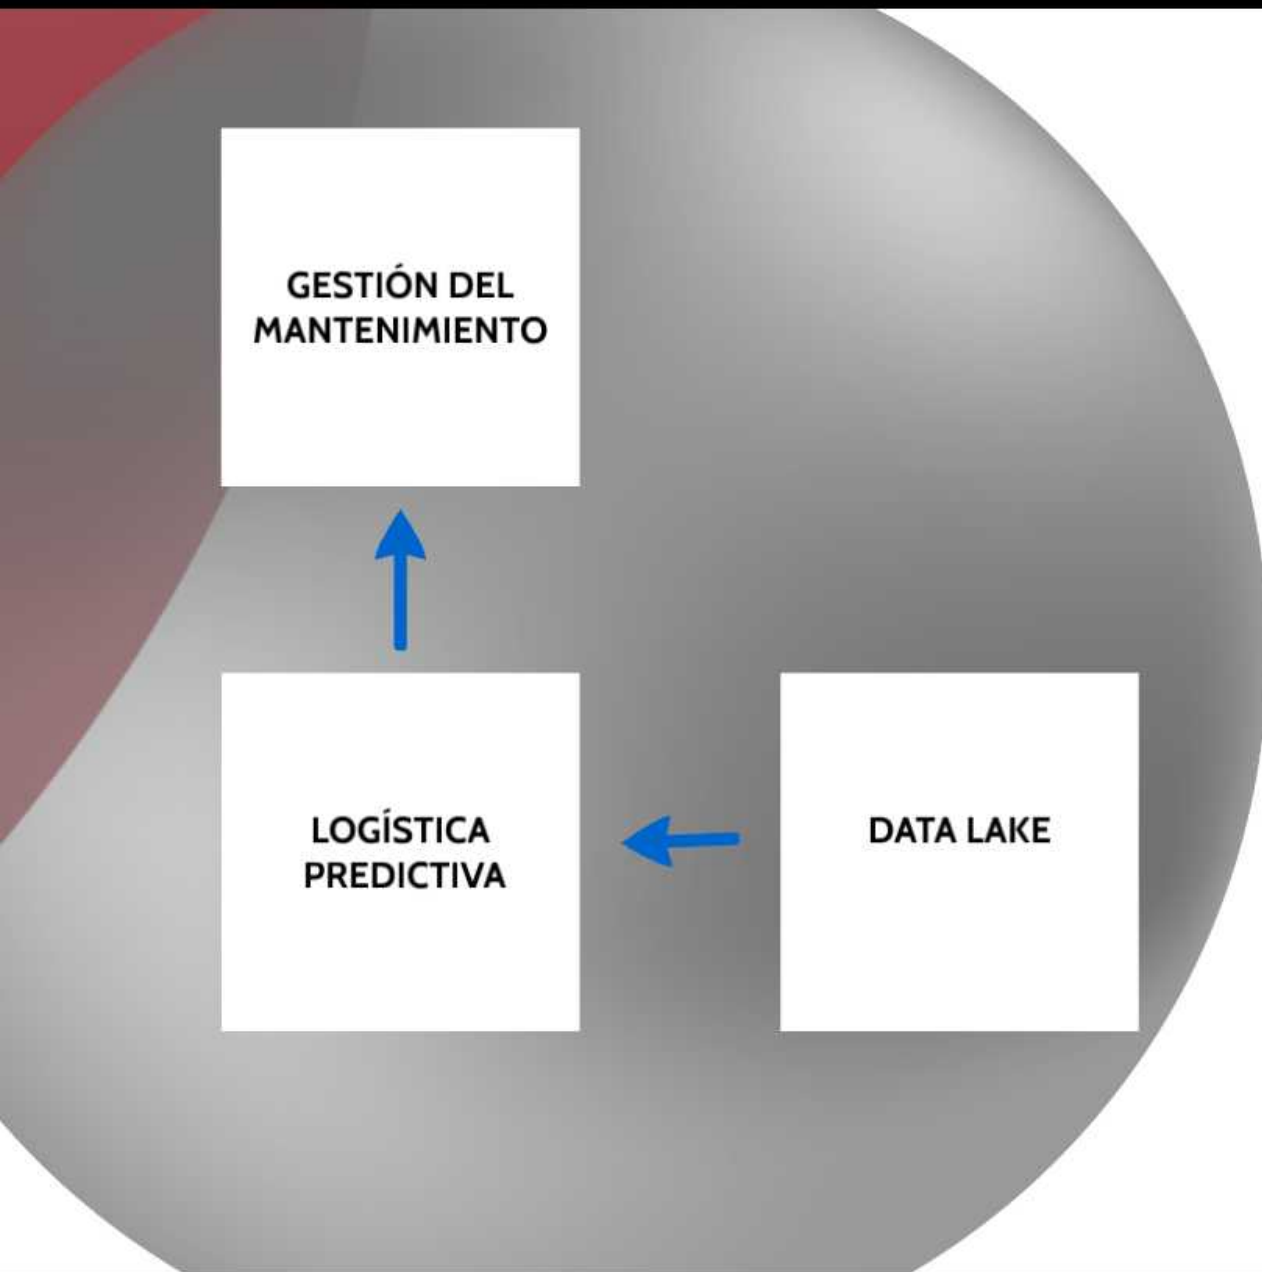 GESTIÓN DEL
MANTENIMIENTO
LOGÍSTICA
PREDICTIVA
DATA LAKE